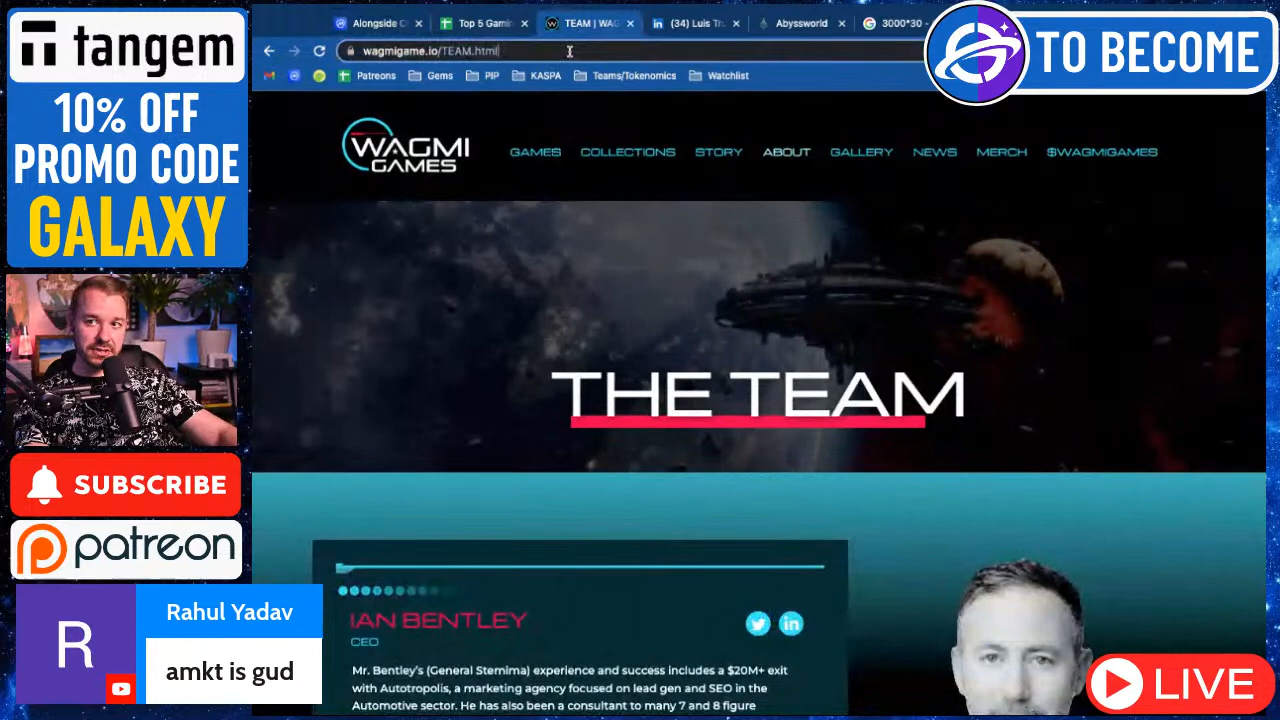 tangem
10% OFF
PROMO CODE
GALAXY
SUBSCRIBE
patreon
R
Rahul Yadav
amkt is gud
Alongside C
Top 5 Gamin
TEAM | WAG
(34) Luis T
Abyssworld
3000*30 -
wagmigame.io/TEAM.html
Patreons
Gems
PIP
KASPA
Teams/Tokenomics
Watchlist
TO BECOME
WAGMI
GAMES
GAMES
COLLECTIONS
STORY
ABOUT
GALLERY
NEWS
MERCH
$WAGMIGAMES
THE TEAM
IAN BENTLEY
CEO
Mr. Bentley's (General Stemima) experience and success includes a $20M+ exit
with Autotropolis, a marketing agency focused on lead gen and SEO in the
Automotive sector. He has also been a consultant to many 7 and 8 figure
in
LIVE